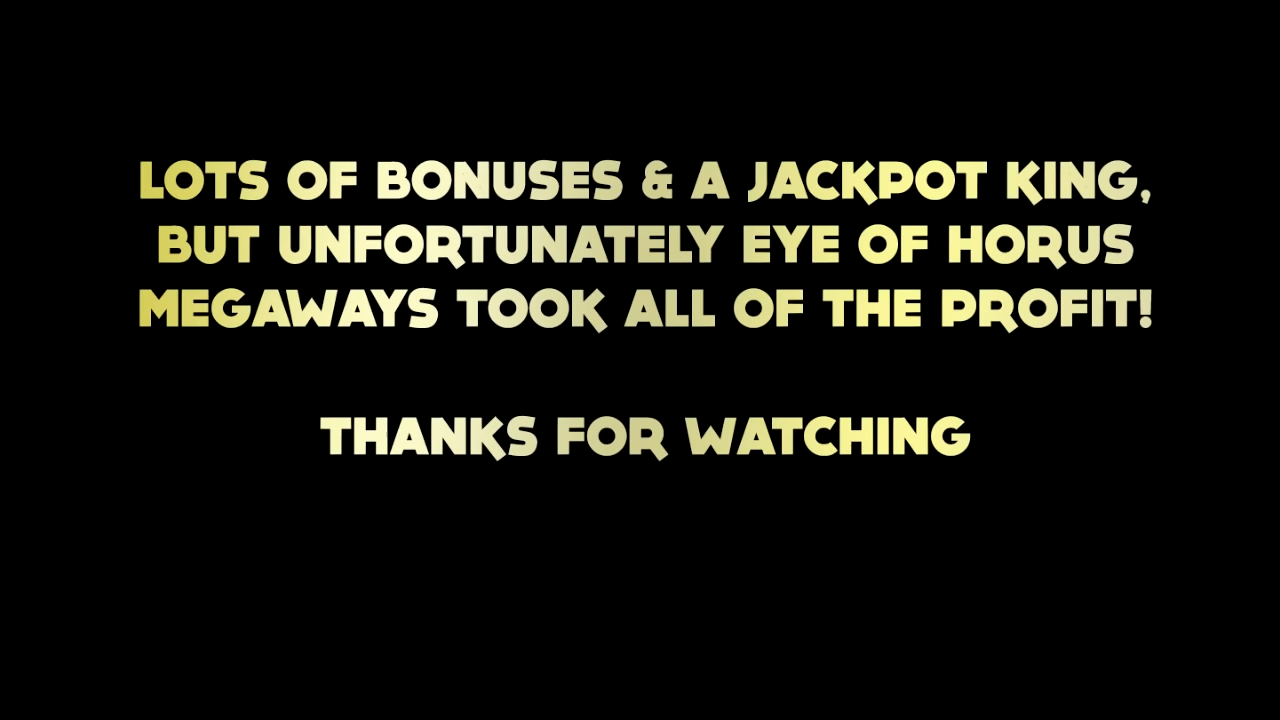 LOTS OF BONUSES & A JACKPOT KING,
BUT UNFORTUNATELY EYE OF HORUS
MEGAWAYS TOOK ALL OF THE PROFIT!
THANKS FOR WATCHING